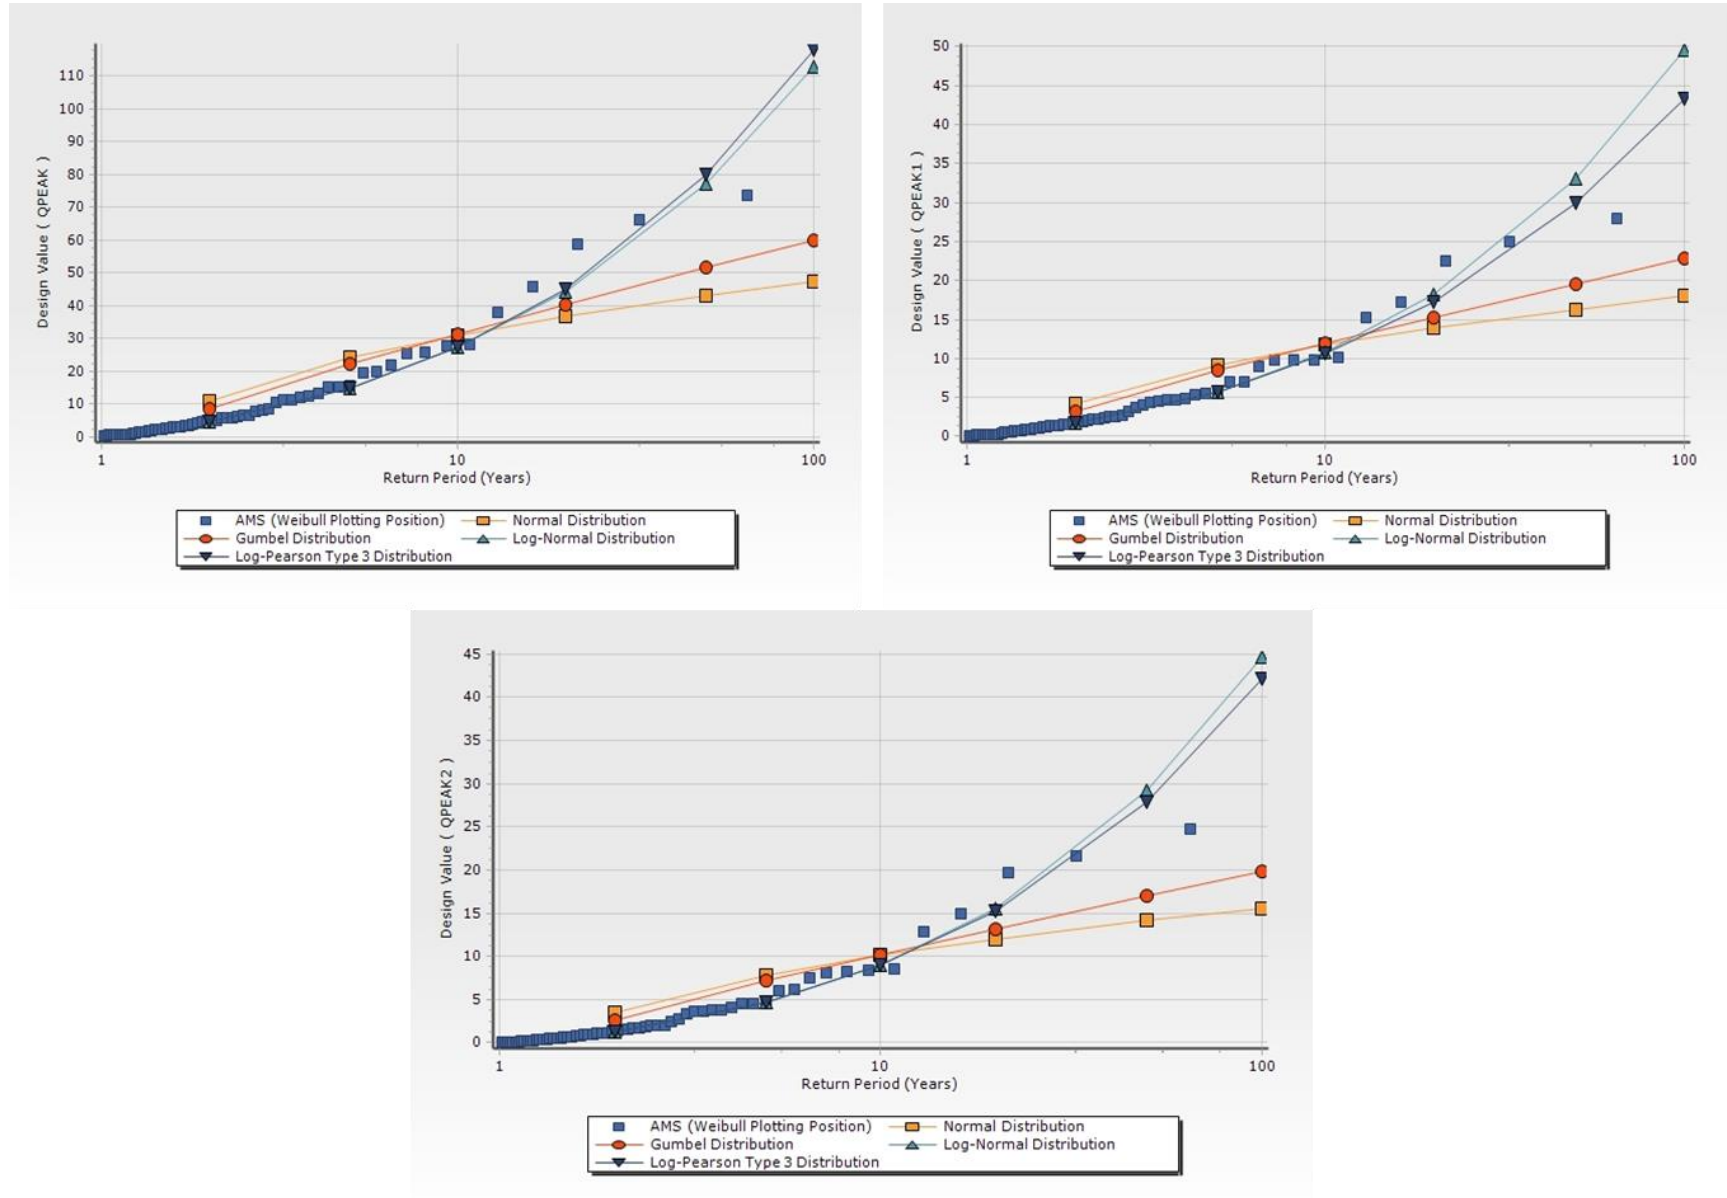 110
100
90
80
70
60
50
40
30
20
10
0
Design Value ( QPEAK )
1 10 100
Return Period (Years)
AMS (Weibull Plotting Position) Normal Distribution
Gumbel Distribution Log-Normal Distribution
Log-Pearson Type 3 Distribution
50
45
40
35
30
25
20
15
10
5
0
Design Value ( QPEAK1 )
1 10 100
Return Period (Years)
AMS (Weibull Plotting Position) Normal Distribution
Gumbel Distribution Log-Normal Distribution
Log-Pearson Type 3 Distribution
45
40
35
30
25
20
15
10
5
0
Design Value ( QPEAK2 )
1 10 100
Return Period (Years)
AMS (Weibull Plotting Position) Normal Distribution
Gumbel Distribution Log-Normal Distribution
Log-Pearson Type 3 Distribution